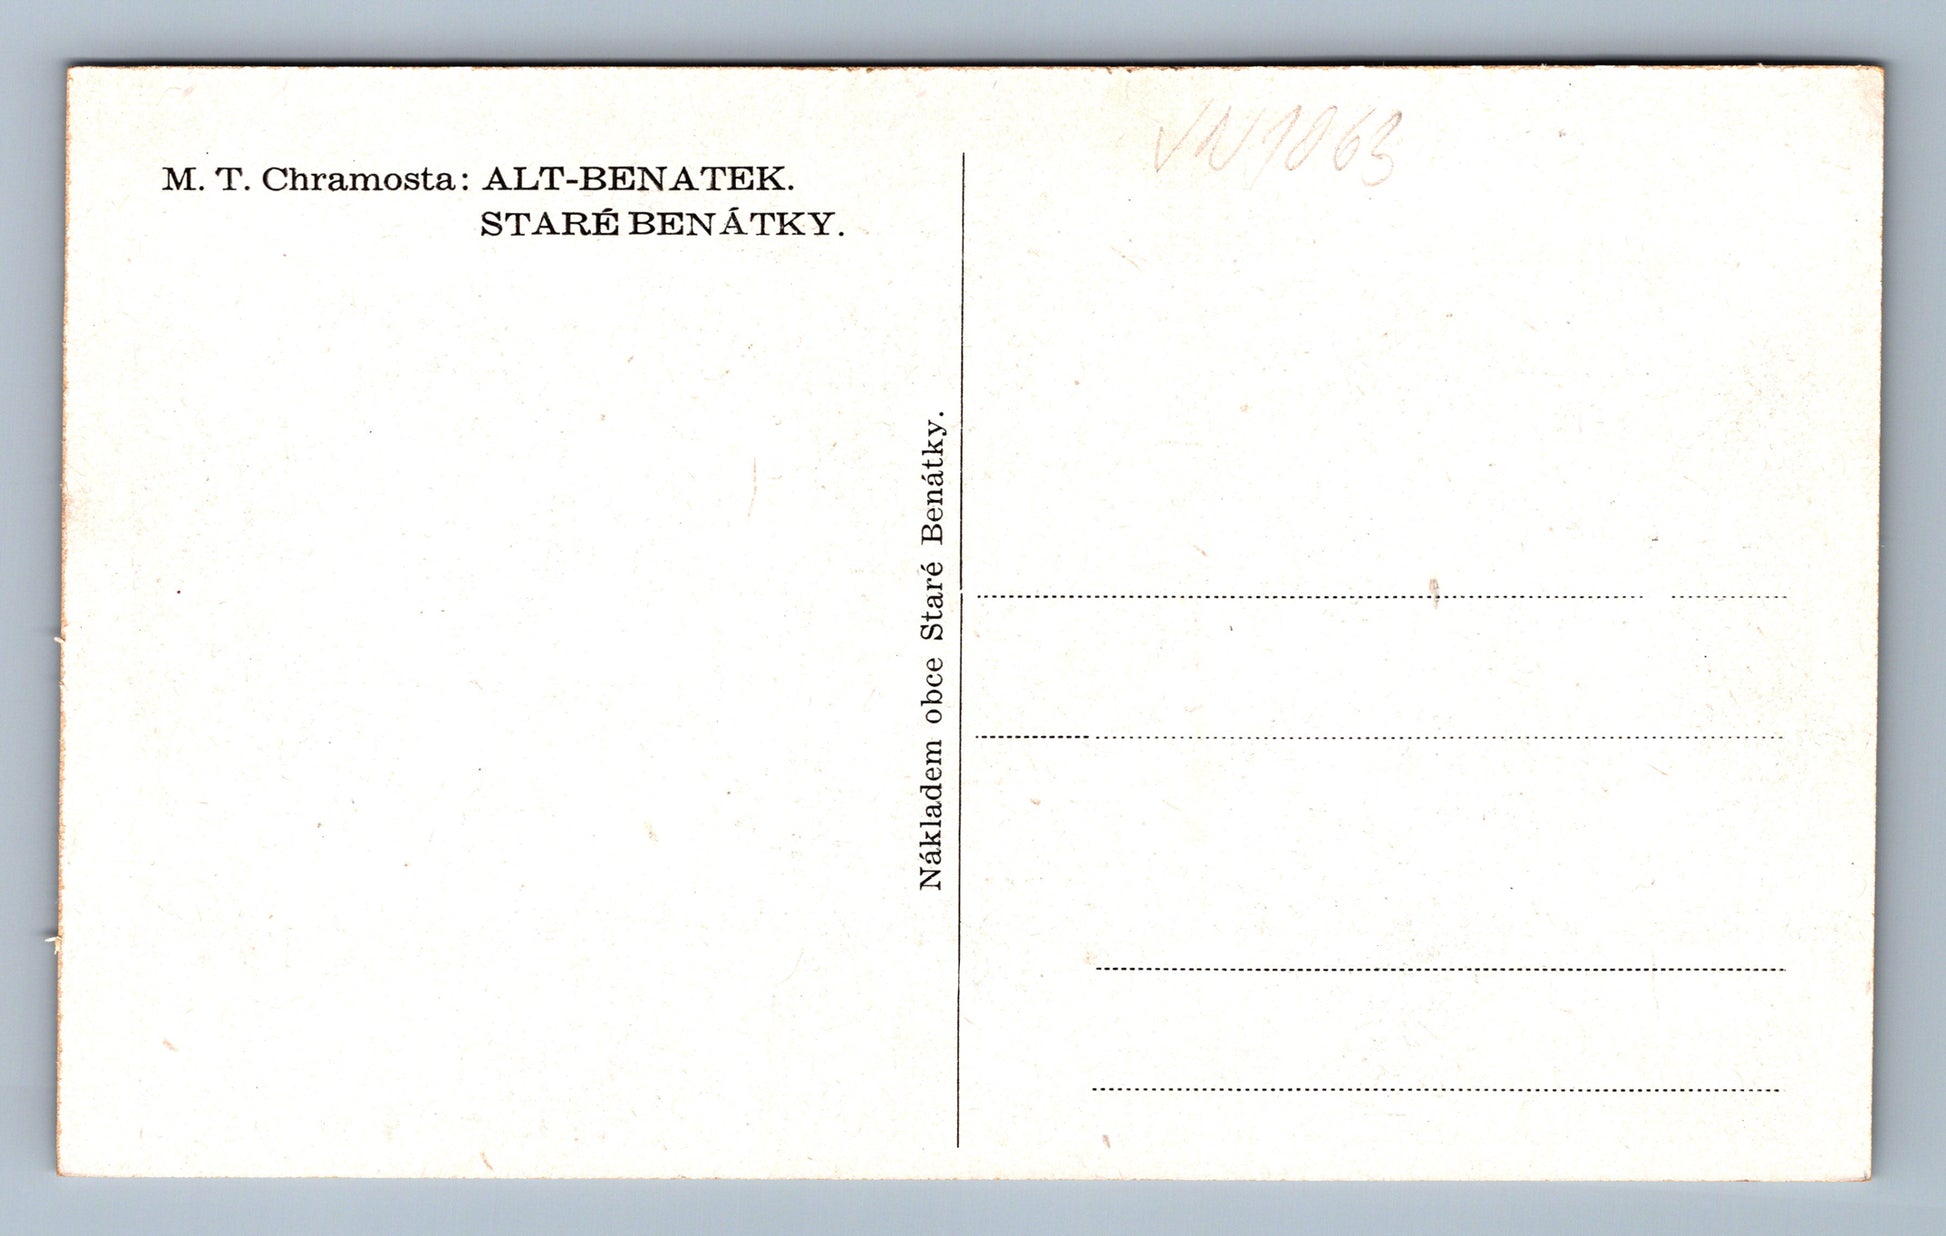 M. T. Chramosta: ALT-BENATEK.
STARÉ BENÁTKY.
Nákladem obce Staré Benátky.